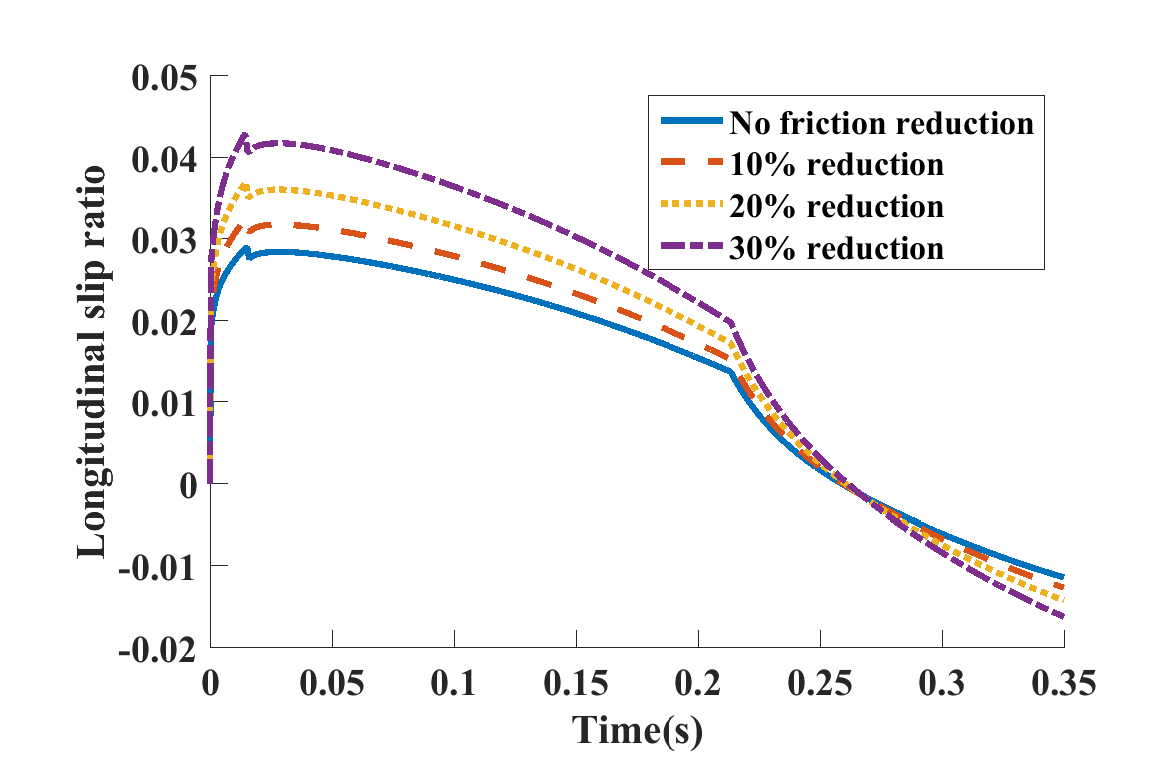 0.05
0.04
0.03
0.02
0.01
0
-0.01
-0.02
Longitudinal slip ratio
No friction reduction
10% reduction
20% reduction
30% reduction
0 0.05 0.1 0.15 0.2 0.25 0.3 0.35
Time(s)